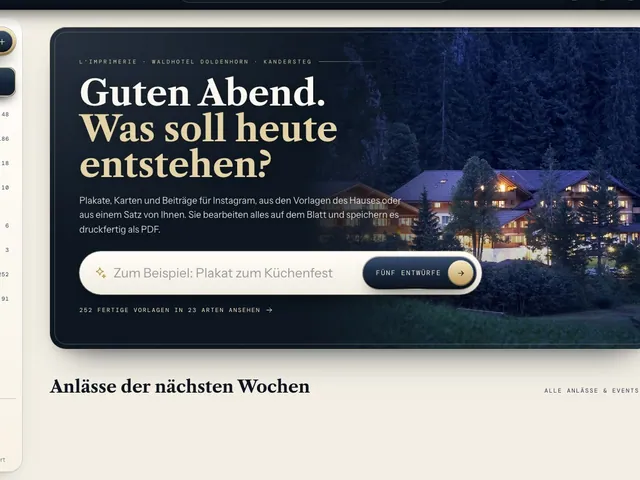 +
48
86
18
10
6
3
252
91
rt
L'IMPRIMERIE · WALDHOTEL DOLDENHORN · KANDERSTEG
Guten Abend.
Was soll heute
entstehen?
Plakate, Karten und Beiträge für Instagram, aus den Vorlagen des Hauses oder
aus einem Satz von Ihnen. Sie bearbeiten alles auf dem Blatt und speichern es
druckfertig als PDF.
Zum Beispiel: Plakat zum Küchenfest
FÜNF ENTWÜRFE →
252 FERTIGE VORLAGEN IN 23 ARTEN ANSEHEN →
Anlässe der nächsten Wochen
ALLE ANLÄSSE & EVENTS